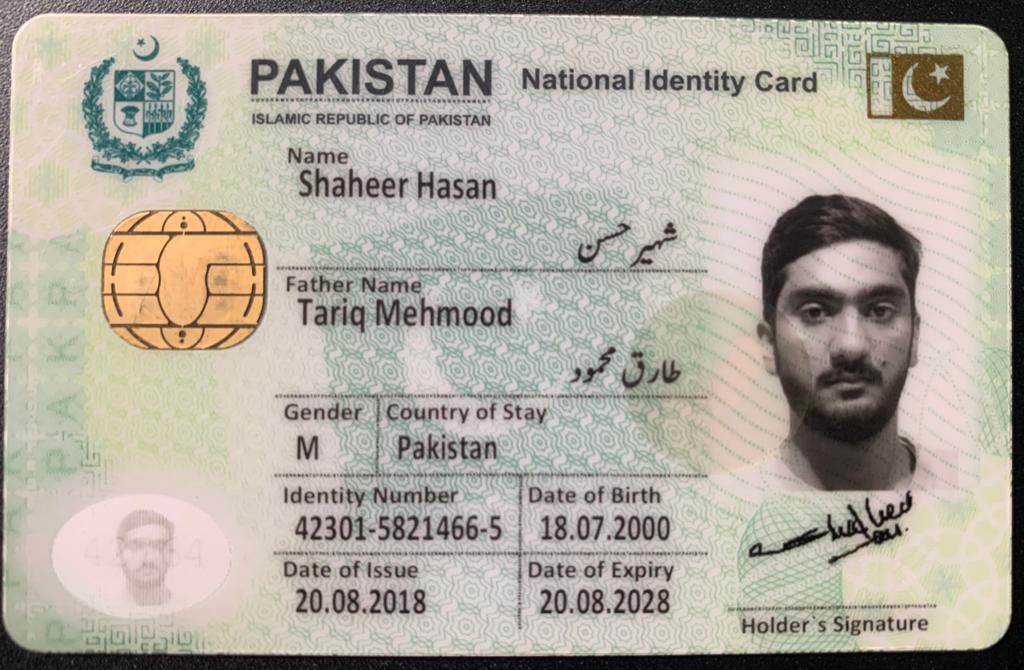 PAKISTAN National Identity Card
ISLAMIC REPUBLIC OF PAKISTAN
Name
Shaheer Hasan
شہیر حسن
Father Name
Tariq Mehmood
طارق محمود
Gender Country of Stay
M Pakistan
Identity Number Date of Birth
42301-5821466-5 18.07.2000
Date of Issue Date of Expiry
20.08.2018 20.08.2028
Holder`s Signature